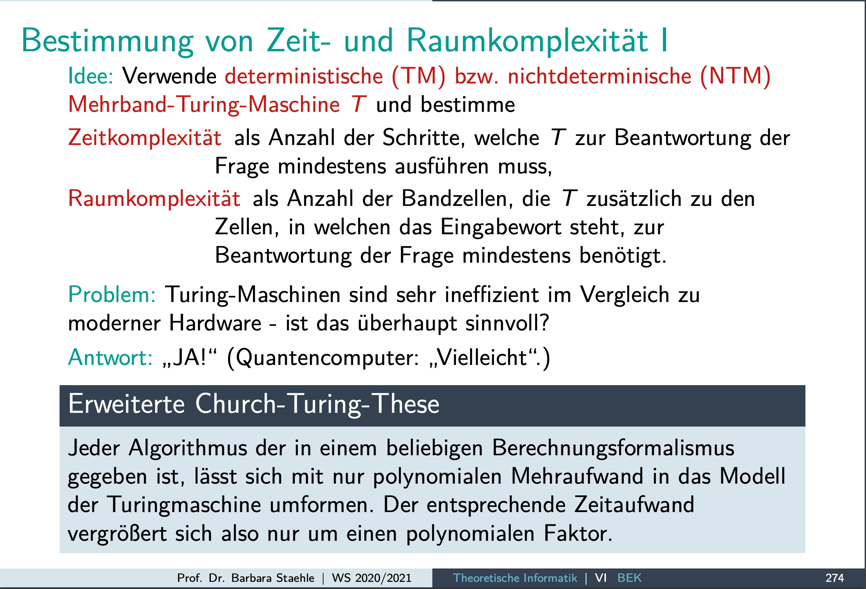 Bestimmung von Zeit- und Raumkomplexität I
Idee: Verwende deterministische (TM) bzw. nichtdeterminische (NTM)
Mehrband-Turing-Maschine T und bestimme
Zeitkomplexität als Anzahl der Schritte, welche T zur Beantwortung der
Frage mindestens ausführen muss,
Raumkomplexität als Anzahl der Bandzellen, die T zusätzlich zu den
Zellen, in welchen das Eingabewort steht, zur
Beantwortung der Frage mindestens benötigt.
Problem: Turing-Maschinen sind sehr ineffizient im Vergleich zu
moderner Hardware - ist das überhaupt sinnvoll?
Antwort: „JA!“ (Quantencomputer: „Vielleicht“.)
Erweiterte Church-Turing-These
Jeder Algorithmus der in einem beliebigen Berechnungsformalismus
gegeben ist, lässt sich mit nur polynomialen Mehraufwand in das Modell
der Turingmaschine umformen. Der entsprechende Zeitaufwand
vergrößert sich also nur um einen polynomialen Faktor.
Prof. Dr. Barbara Staehle | WS 2020/2021 Theoretische Informatik | VI BEK 274